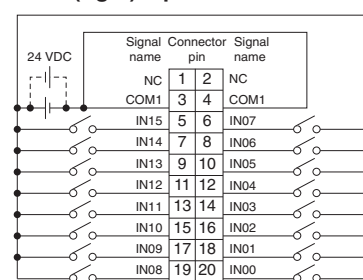 Signal Connector Signal
24 VDC name pin name
NC 1 2 NC
COM1 3 4 COM1
IN15 5 6 IN07
IN14 7 8 IN06
IN13 9 10 IN05
IN12 11 12 IN04
IN11 13 14 IN03
IN10 15 16 IN02
IN09 17 18 IN01
IN08 19 20 IN00